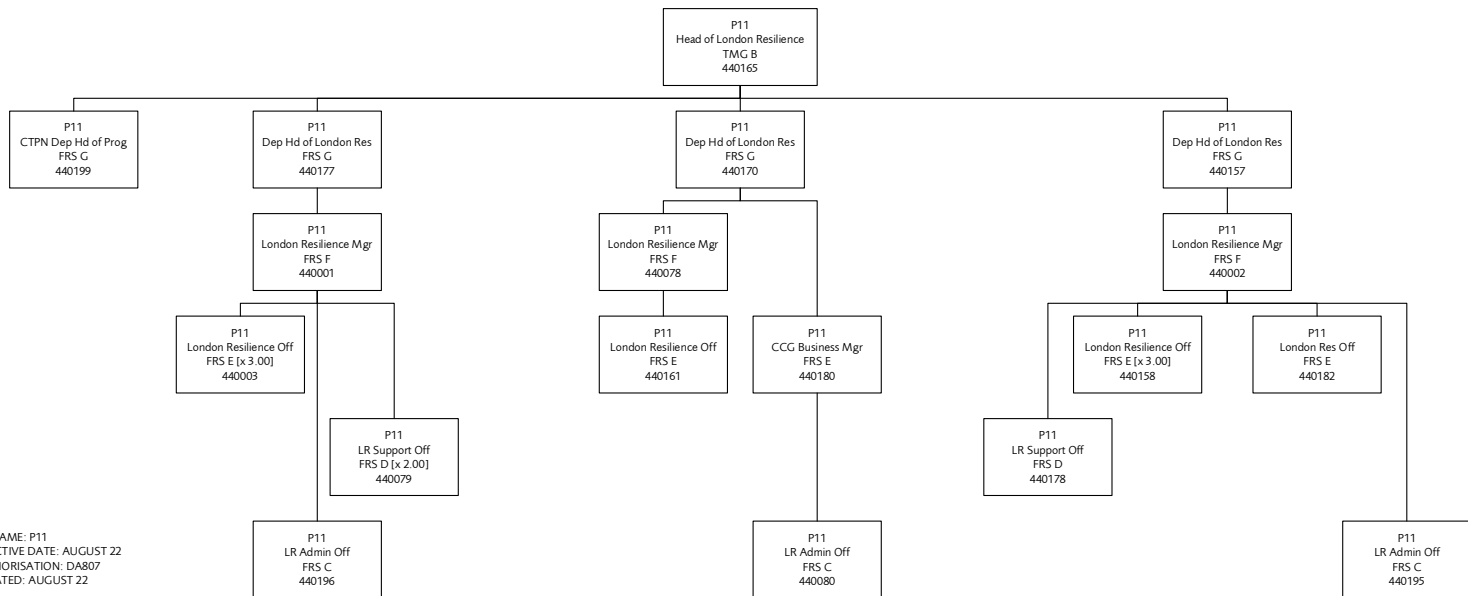 P11
Head of London Resilience
TMG B
440165
P11
CTPN Dep Hd of Prog
FRS G
440199
P11
Dep Hd of London Res
FRS G
440177
P11
Dep Hd of London Res
FRS G
440170
P11
Dep Hd of London Res
FRS G
440157
P11
London Resilience Mgr
FRS F
440001
P11
London Resilience Mgr
FRS F
440078
P11
London Resilience Mgr
FRS F
440002
P11
London Resilience Off
FRS E [x 3.00]
440003
P11
London Resilience Off
FRS E
440161
P11
CCG Business Mgr
FRS E
440180
P11
London Resilience Off
FRS E [x 3.00]
440158
P11
London Res Off
FRS E
440182
P11
LR Support Off
FRS D [x 2.00]
440079
P11
LR Support Off
FRS D
440178
P11
LR Admin Off
FRS C
440196
P11
LR Admin Off
FRS C
440080
P11
LR Admin Off
FRS C
440195
AME: P11
CTIVE DATE: AUGUST 22
HORISATION: DA807
ATED: AUGUST 22